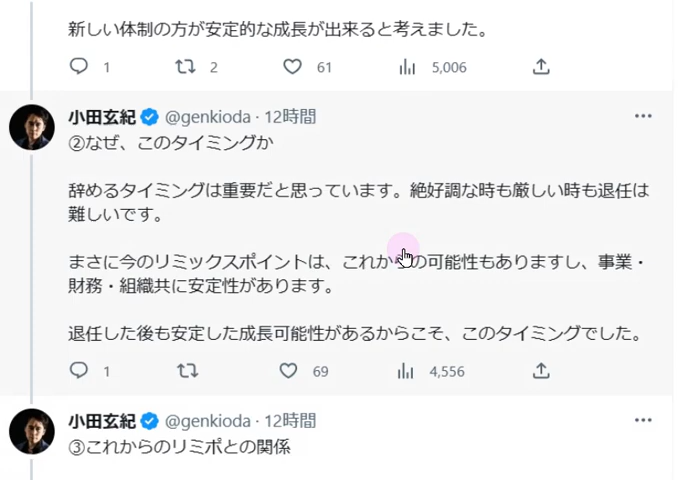 新しい体制の方が安定的な成長が出来ると考えました。
1 2 61 5,006
小田玄紀 @genkioda · 12時間
②なぜ、このタイミングか
辞めるタイミングは重要だと思っています。絶好調な時も厳しい時も退任は
難しいです。
まさに今のリミックスポイントは、これからの可能性もありますし、事業・
財務・組織共に安定性があります。
退任した後も安定した成長可能性があるからこそ、このタイミングでした。
1 69 4,556
小田玄紀 @genkioda · 12時間
③これからのリミポとの関係